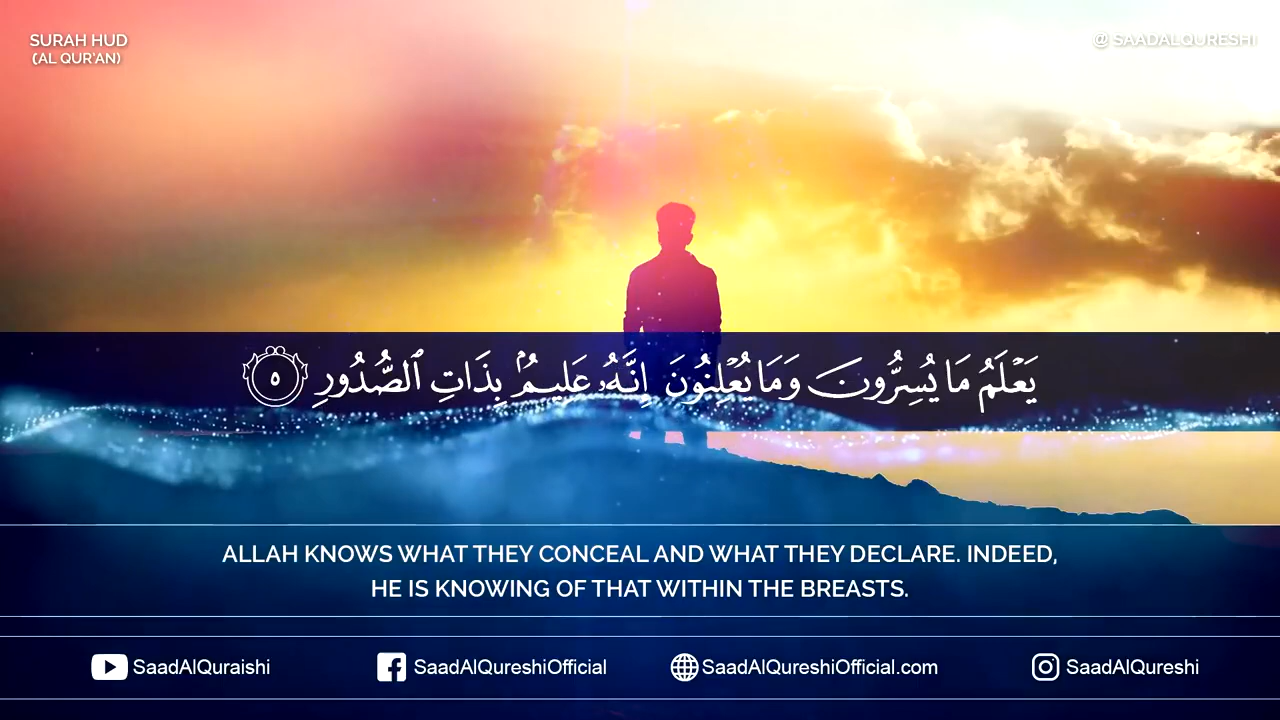 SURAH HUD
(AL QUR'AN)
@SAADALQURESHI
يَعْلَمُ مَا يُسِرُّونَ وَمَا يُعْلِنُونَ إِنَّهُۥ عَلِيمُۢ بِذَاتِ ٱلصُّدُورِ ٥
ALLAH KNOWS WHAT THEY CONCEAL AND WHAT THEY DECLARE. INDEED,
HE IS KNOWING OF THAT WITHIN THE BREASTS.
SaadAlQuraishi
SaadAlQureshiOfficial
SaadAlQureshiOfficial.com
SaadAlQureshi